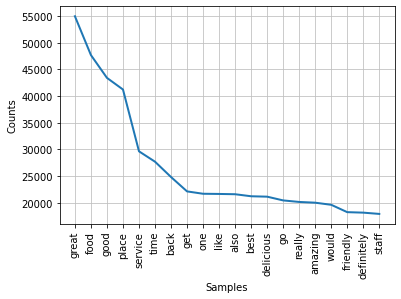 55000
50000
45000
40000
35000
30000
25000
20000
Counts
great
food
good
place
service
time
back
get
one
like
also
best
delicious
go
really
amazing
would
friendly
definitely
staff
Samples